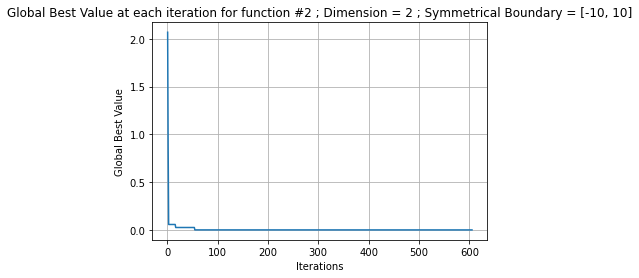 Global Best Value at each iteration for function #2 ; Dimension = 2 ; Symmetrical Boundary = [-10, 10]
2.0
1.5
1.0
0.5
0.0
Global Best Value
0 100 200 300 400 500 600
Iterations